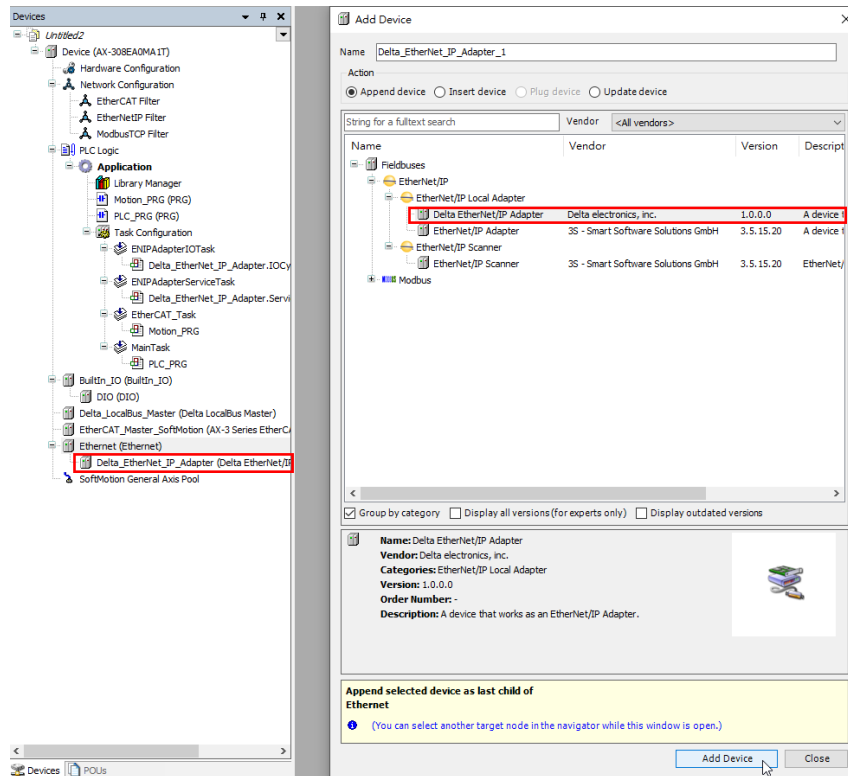 Devices
Untitled2
Device (AX-308EA0MA1T)
Hardware Configuration
Network Configuration
EtherCAT Filter
EtherNetIP Filter
ModbusTCP Filter
PLC Logic
Application
Library Manager
Motion_PRG (PRG)
PLC_PRG (PRG)
Task Configuration
ENIPAdapterIOTask
Delta_EtherNet_IP_Adapter.IOCy
ENIPAdapterServiceTask
Delta_EtherNet_IP_Adapter.Servi
EtherCAT_Task
Motion_PRG
MainTask
PLC_PRG
BuiltIn_IO (BuiltIn_IO)
DIO (DIO)
Delta_LocalBus_Master (Delta LocalBus Master)
EtherCAT_Master_SoftMotion (AX-3 Series EtherCA
Ethernet (Ethernet)
Delta_EtherNet_IP_Adapter (Delta EtherNet/IP
SoftMotion General Axis Pool
Devices POUs
Add Device
Name Delta_EtherNet_IP_Adapter_1
Action
Append device Insert device Plug device Update device
String for a fulltext search Vendor <All vendors>
Name Vendor Version Descript
Fieldbuses
EtherNet/IP
EtherNet/IP Local Adapter
Delta EtherNet/IP Adapter Delta electronics, inc. 1.0.0.0 A device t
EtherNet/IP Adapter 3S - Smart Software Solutions GmbH 3.5.15.20 A device t
EtherNet/IP Scanner
EtherNet/IP Scanner 3S - Smart Software Solutions GmbH 3.5.15.20 EtherNet/
Modbus
Group by category Display all versions (for experts only) Display outdated versions
Name: Delta EtherNet/IP Adapter
Vendor: Delta electronics, inc.
Categories: EtherNet/IP Local Adapter
Version: 1.0.0.0
Order Number: -
Description: A device that works as an EtherNet/IP Adapter.
Append selected device as last child of
Ethernet
(You can select another target node in the navigator while this window is open.)
Add Device Close